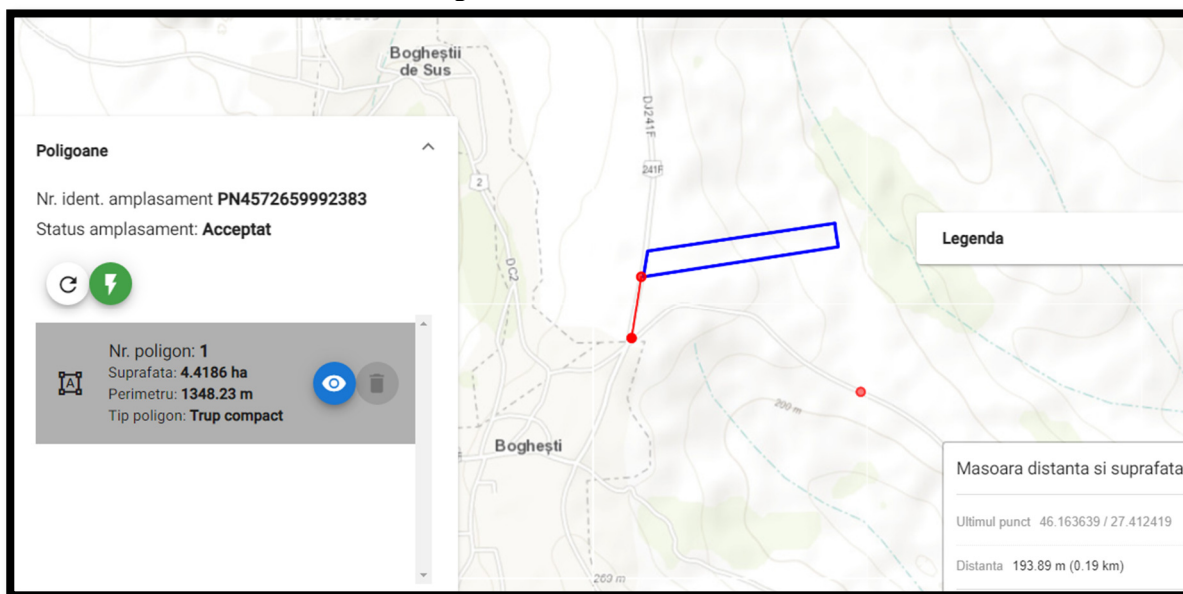 Bogheștii
de Sus
DJ241F
241F
2
DC2
Boghești
200 m
200 m
Poligoane
Nr. ident. amplasament PN4572659992383
Status amplasament: Acceptat
A
Nr. poligon: 1
Suprafata: 4.4186 ha
Perimetru: 1348.23 m
Tip poligon: Trup compact
Legenda
Masoara distanta si suprafata
Ultimul punct 46.163639 / 27.412419
Distanta 193.89 m (0.19 km)